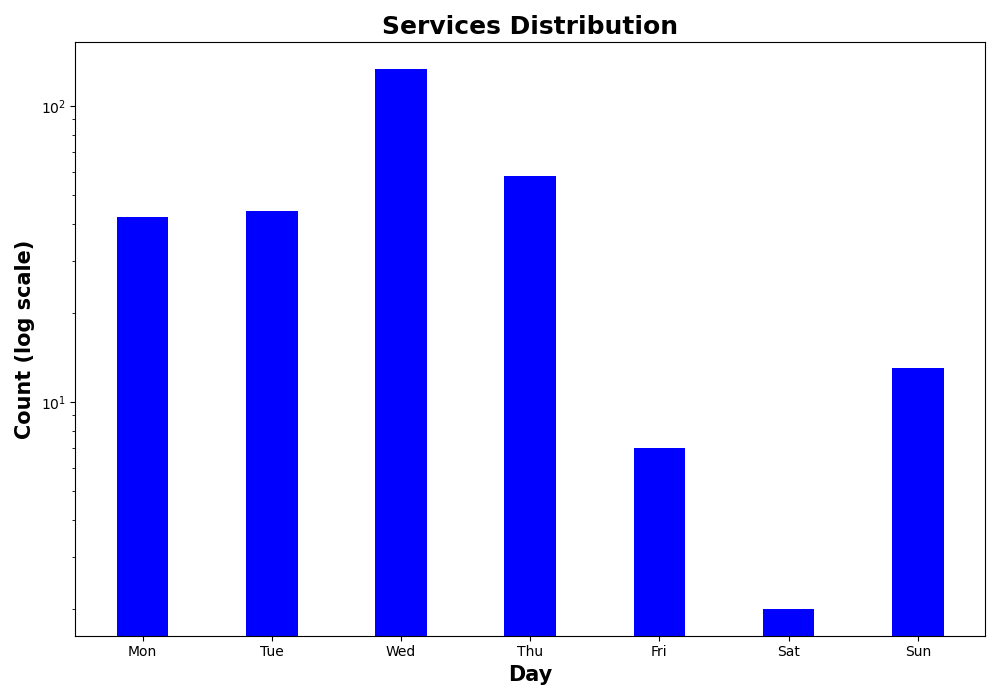 Services Distribution
Count (log scale)
10²
10¹
Mon Tue Wed Thu Fri Sat Sun
Day